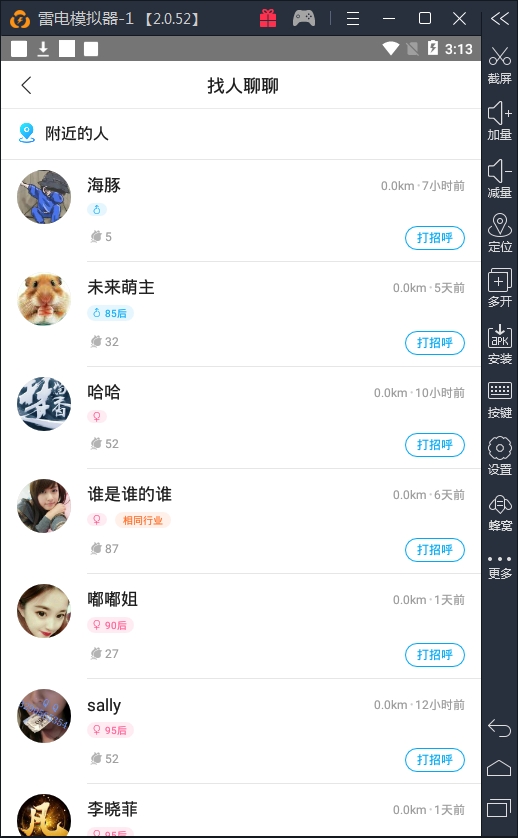 雷电模拟器-1 【2.0.52】
3:13
找人聊聊
附近的人
海豚
0.0km · 7小时前
5
打招呼
未来萌主
0.0km · 5天前
85后
32
打招呼
哈哈
0.0km · 10小时前
52
打招呼
谁是谁的谁
0.0km · 6天前
相同行业
87
打招呼
嘟嘟姐
0.0km · 1天前
90后
27
打招呼
sally
0.0km · 12小时前
95后
52
打招呼
李晓菲
0.0km · 1天前
95后
截屏
加量
减量
定位
多开
APK
安装
按键
设置
蜂窝
更多